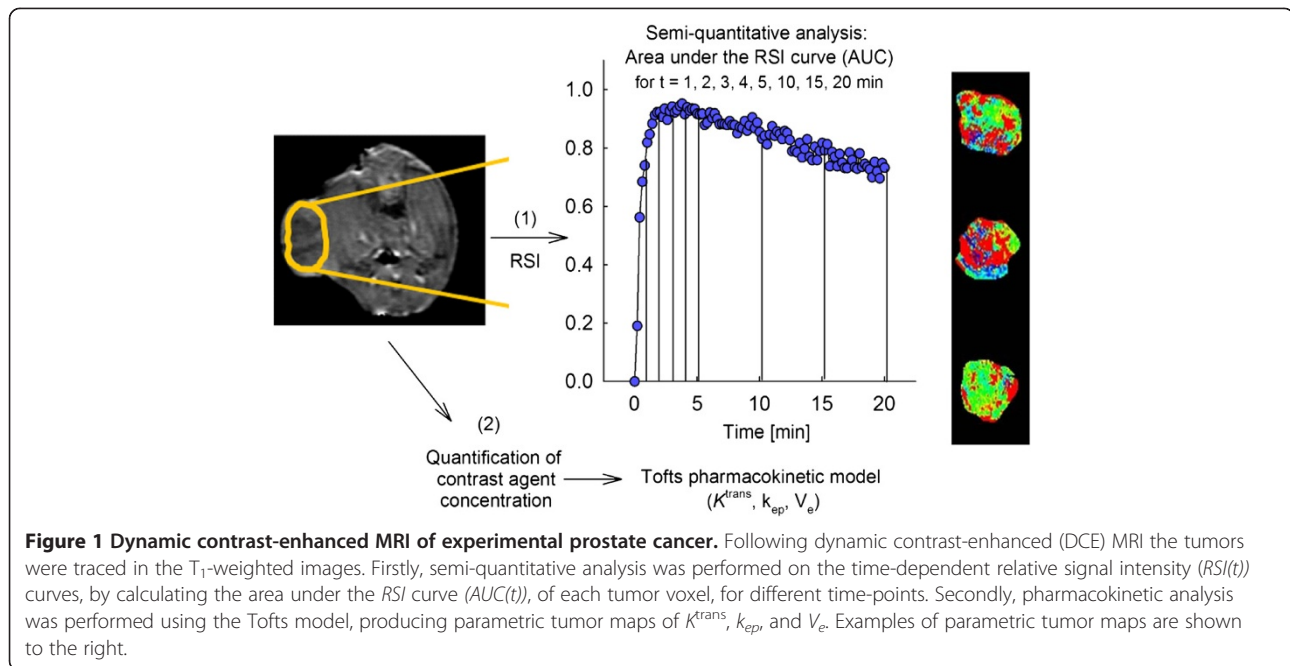 Semi-quantitative analysis:
Area under the RSI curve (AUC)
for t = 1, 2, 3, 4, 5, 10, 15, 20 min
1.0
0.8
0.6
0.4
0.2
0.0
0 5 10 15 20
Time [min]
(1)
RSI
(2)
Quantification of
contrast agent
concentration
Tofts pharmacokinetic model
(K^trans, k_ep, V_e)
Figure 1 Dynamic contrast-enhanced MRI of experimental prostate cancer. Following dynamic contrast-enhanced (DCE) MRI the tumors
were traced in the T₁-weighted images. Firstly, semi-quantitative analysis was performed on the time-dependent relative signal intensity (RSI(t))
curves, by calculating the area under the RSI curve (AUC(t)), of each tumor voxel, for different time-points. Secondly, pharmacokinetic analysis
was performed using the Tofts model, producing parametric tumor maps of K^trans, k_ep, and V_e. Examples of parametric tumor maps are shown
to the right.